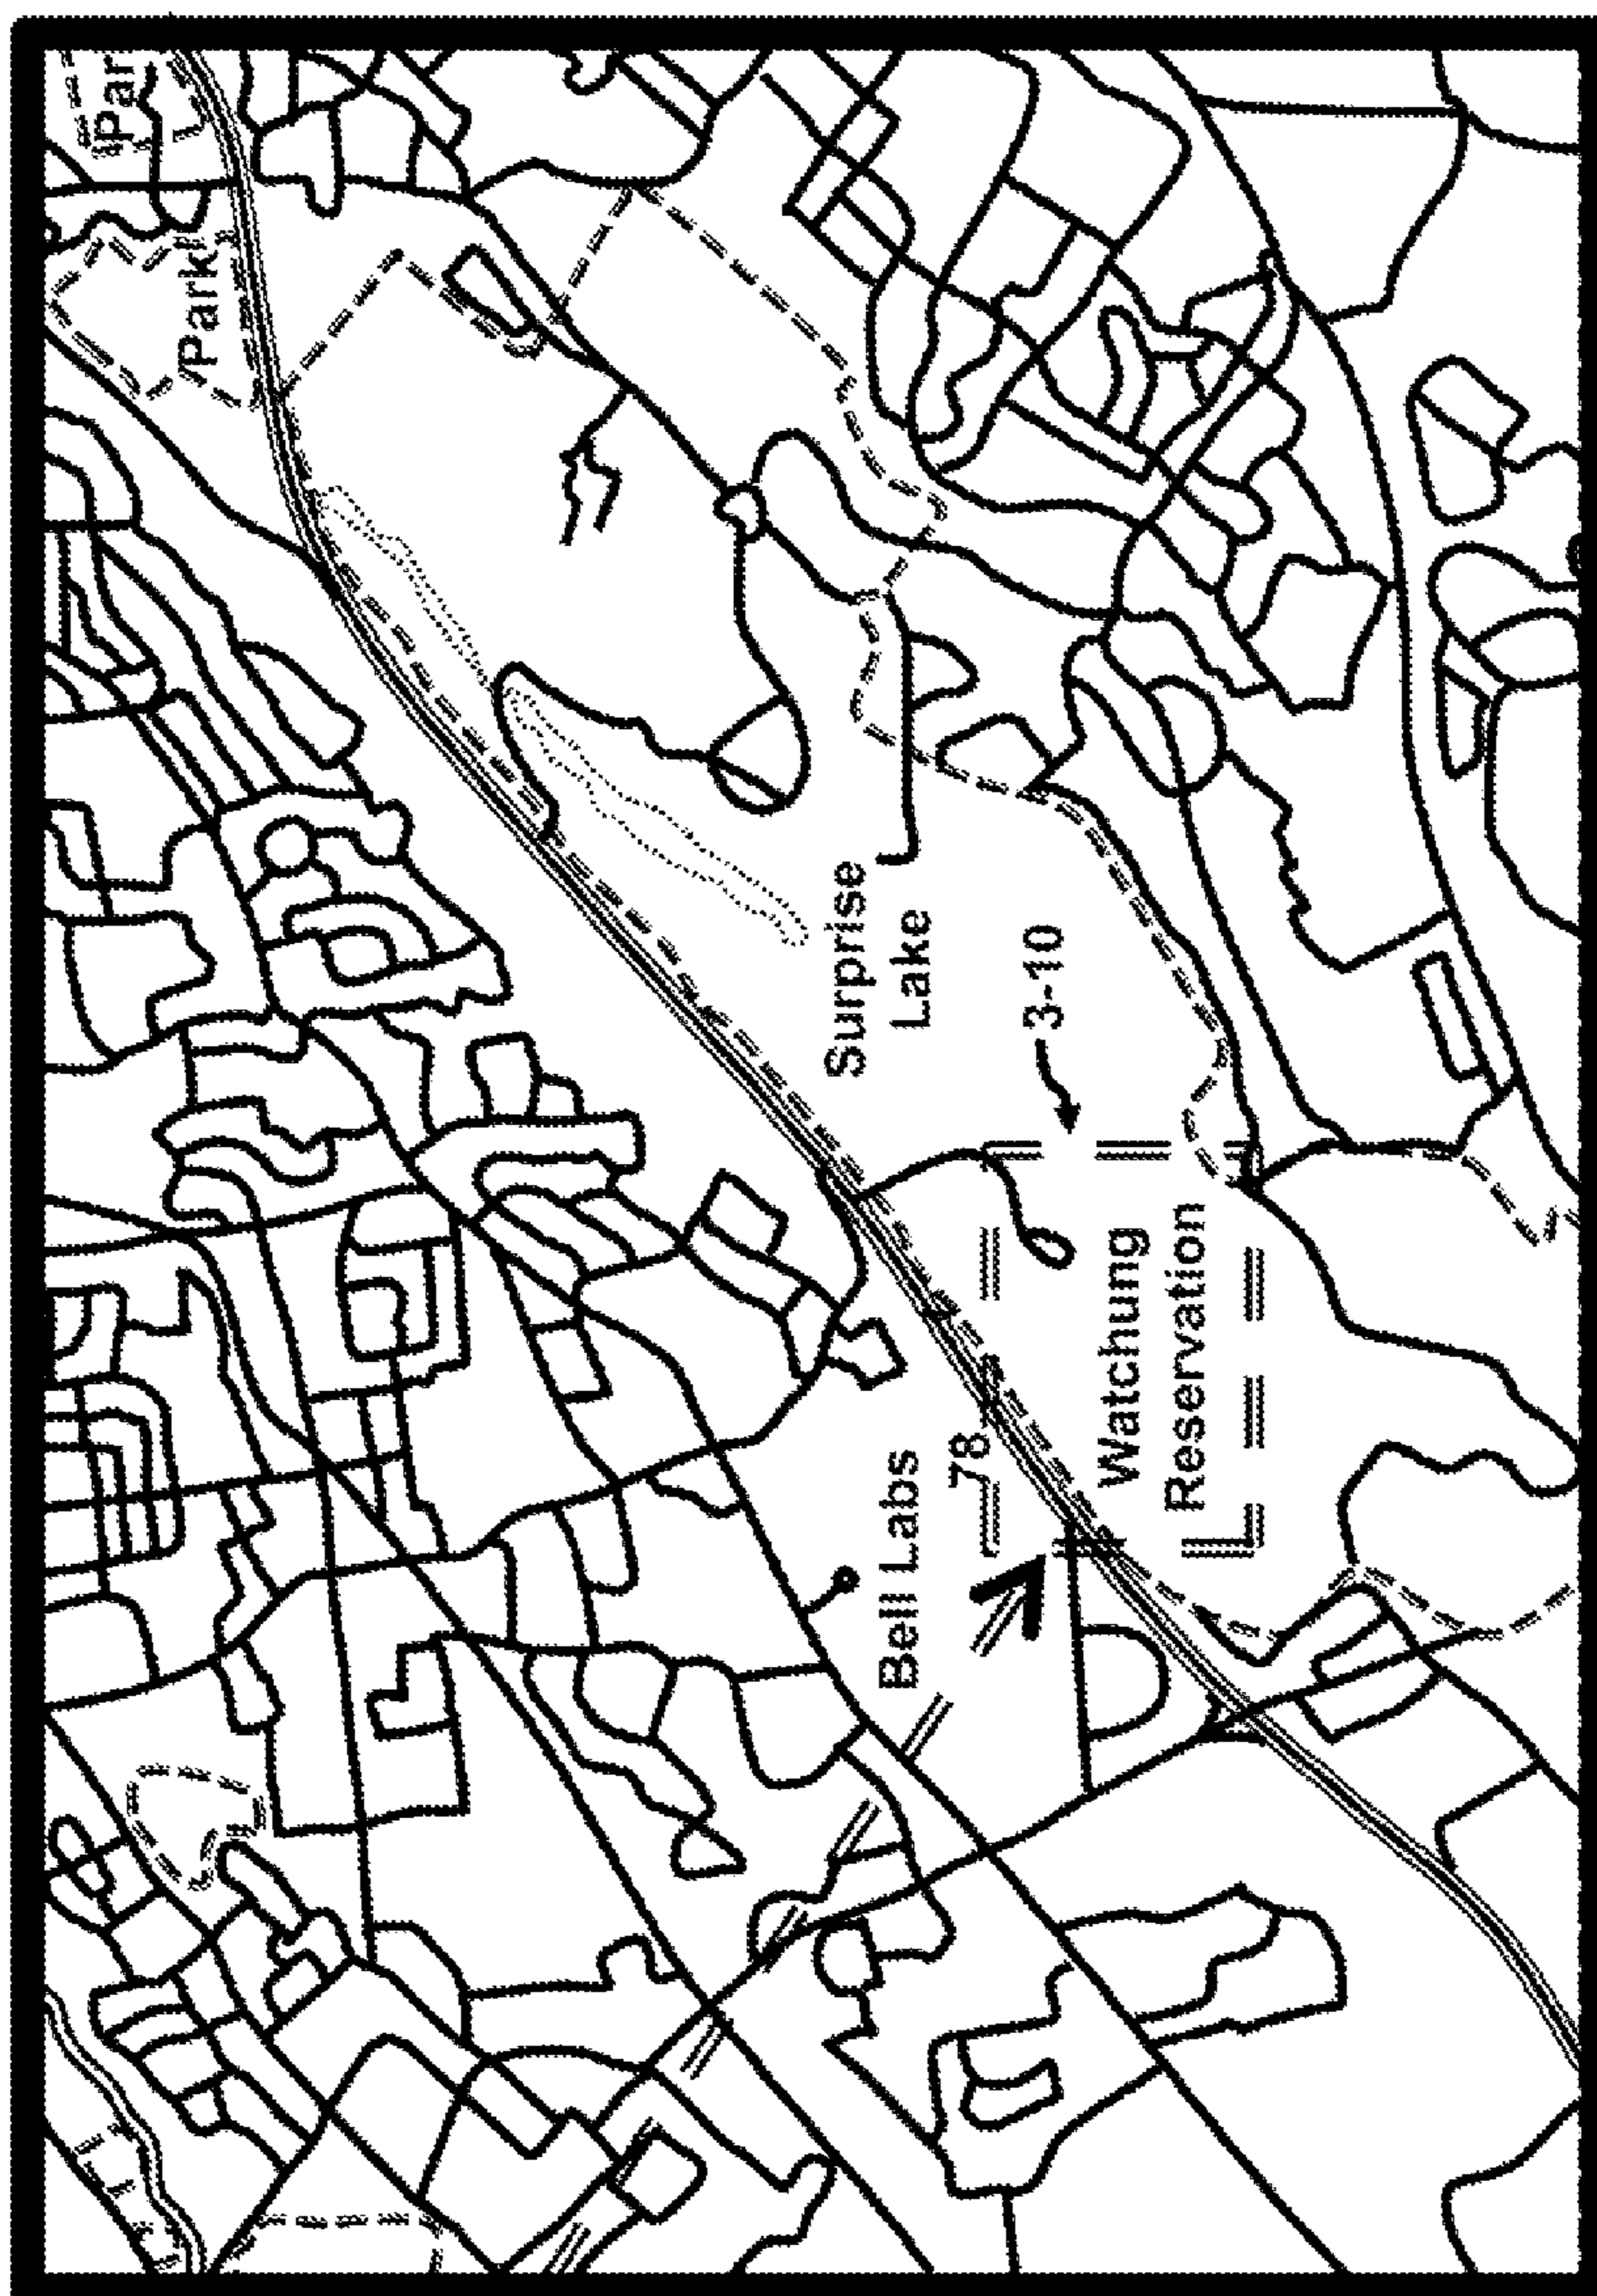 Par
Park
Surprise
Lake
3-10
Bell Labs
78
Watchung
Reservation